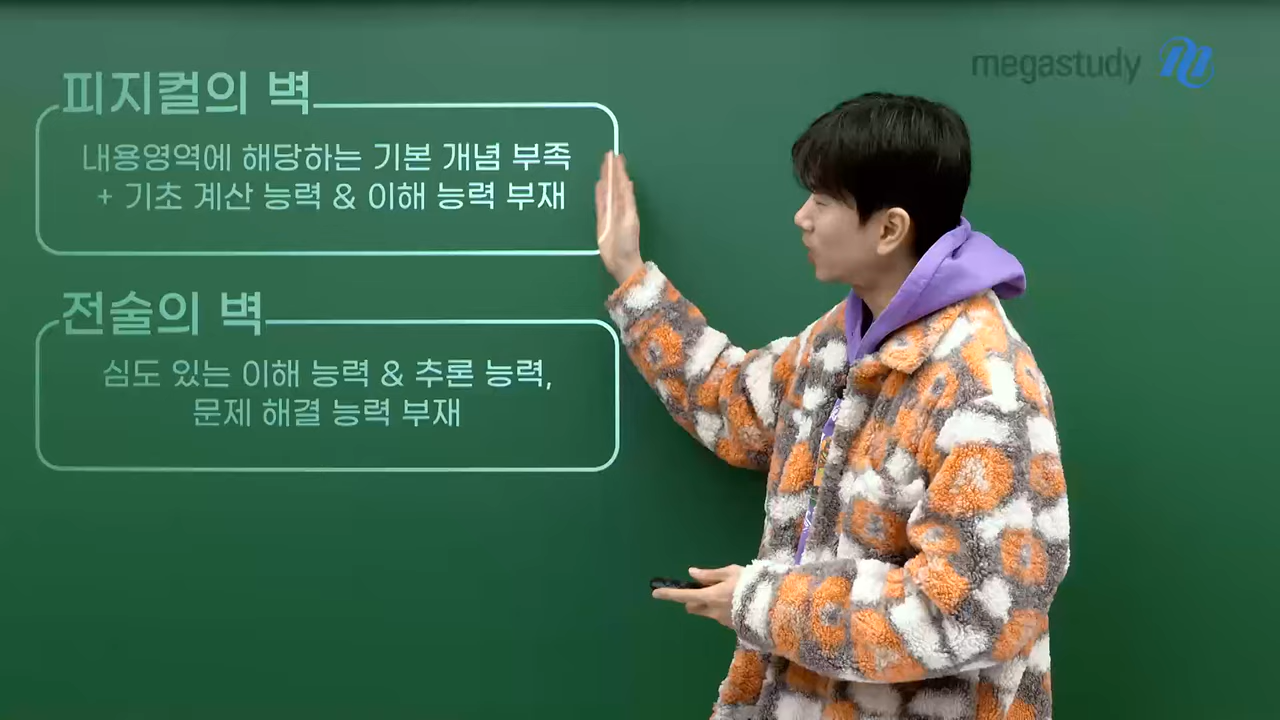 megastudy
피지컬의 벽
내용영역에 해당하는 기본 개념 부족
+ 기초 계산 능력 & 이해 능력 부재
전술의 벽
심도 있는 이해 능력 & 추론 능력,
문제 해결 능력 부재